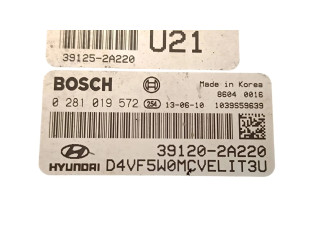 U21
39125-2A220
BOSCH
Made in Korea
8604 0016
0 281 019 572 254 13-06-10 1039S59639
39120-2A220
HYUNDAI D4VF5W0MCVELIT3U